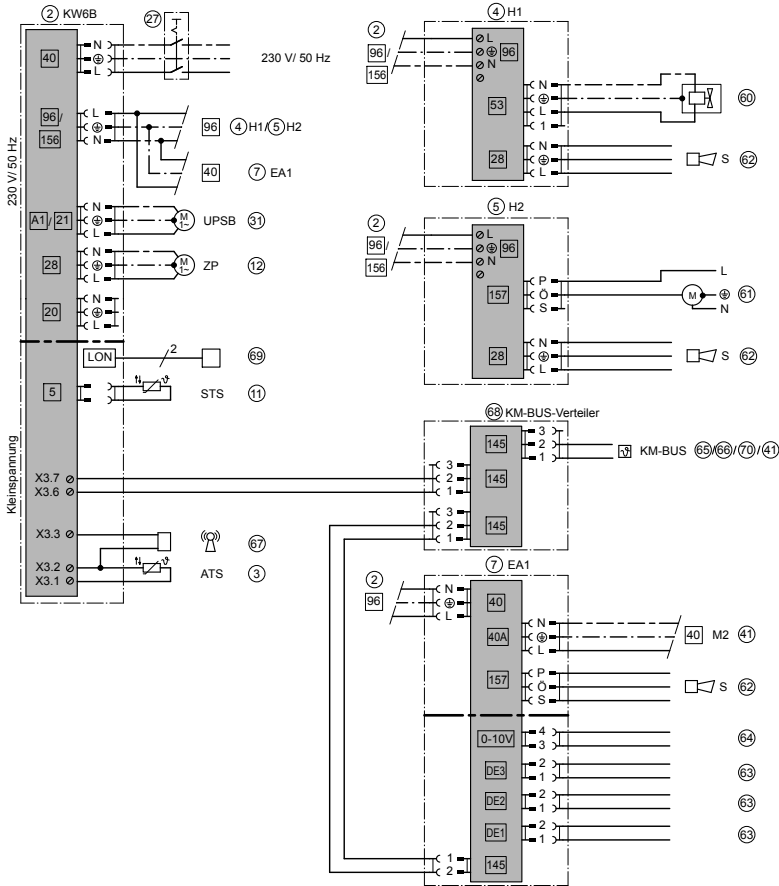 ② KW6B
230 V/ 50 Hz
Kleinspannung
㉗
40
N
L
230 V/ 50 Hz
96/
156
L
N
96 ④ H1/⑤ H2
40 ⑦ EA1
A1/ 21
N
L
M
1~
UPSB ㉛
28
N
L
M
1~
ZP ⑫
20
N
L
LON
2
69
5
STS ⑪
X3.7
X3.6
X3.3
67
X3.2
X3.1
ATS ③
④ H1
②
96/
156
L
N
96
53
N
L
1
60
28
N
L
S 62
⑤ H2
②
96/
156
L
N
96
157
P
Ö
S
M
L
N
61
28
N
L
S 62
68 KM-BUS-Verteiler
145
3
2
1
KM-BUS 65/66/70/41
3
2
1
145
3
2
1
145
⑦ EA1
②
96
N
L
40
40A
N
L
40 M2 41
157
P
Ö
S
S 62
0-10V
4
3
64
DE3
2
1
63
DE2
2
1
63
DE1
2
1
63
1
2
145